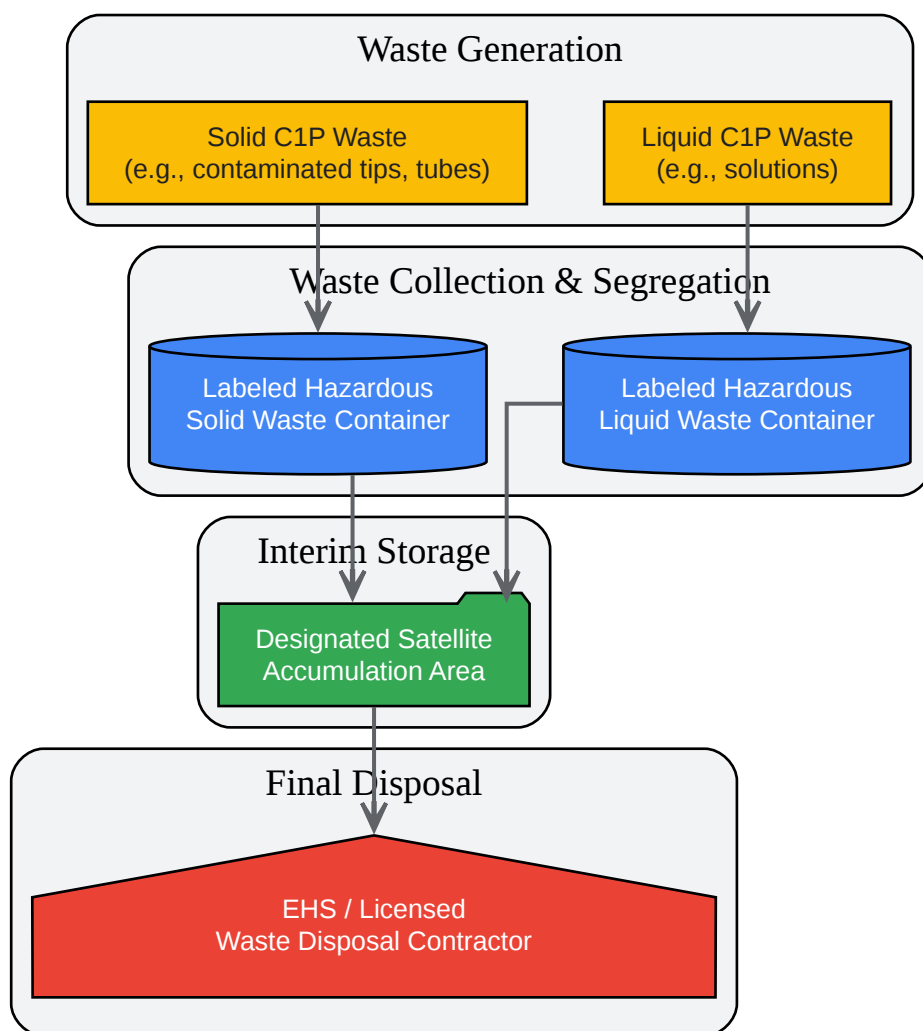 Waste Generation
Solid C1P Waste
(e.g., contaminated tips, tubes)
Liquid C1P Waste
(e.g., solutions)
Waste Collection & Segregation
Labeled Hazardous
Solid Waste Container
Labeled Hazardous
Liquid Waste Container
Interim Storage
Designated Satellite
Accumulation Area
Final Disposal
EHS / Licensed
Waste Disposal Contractor